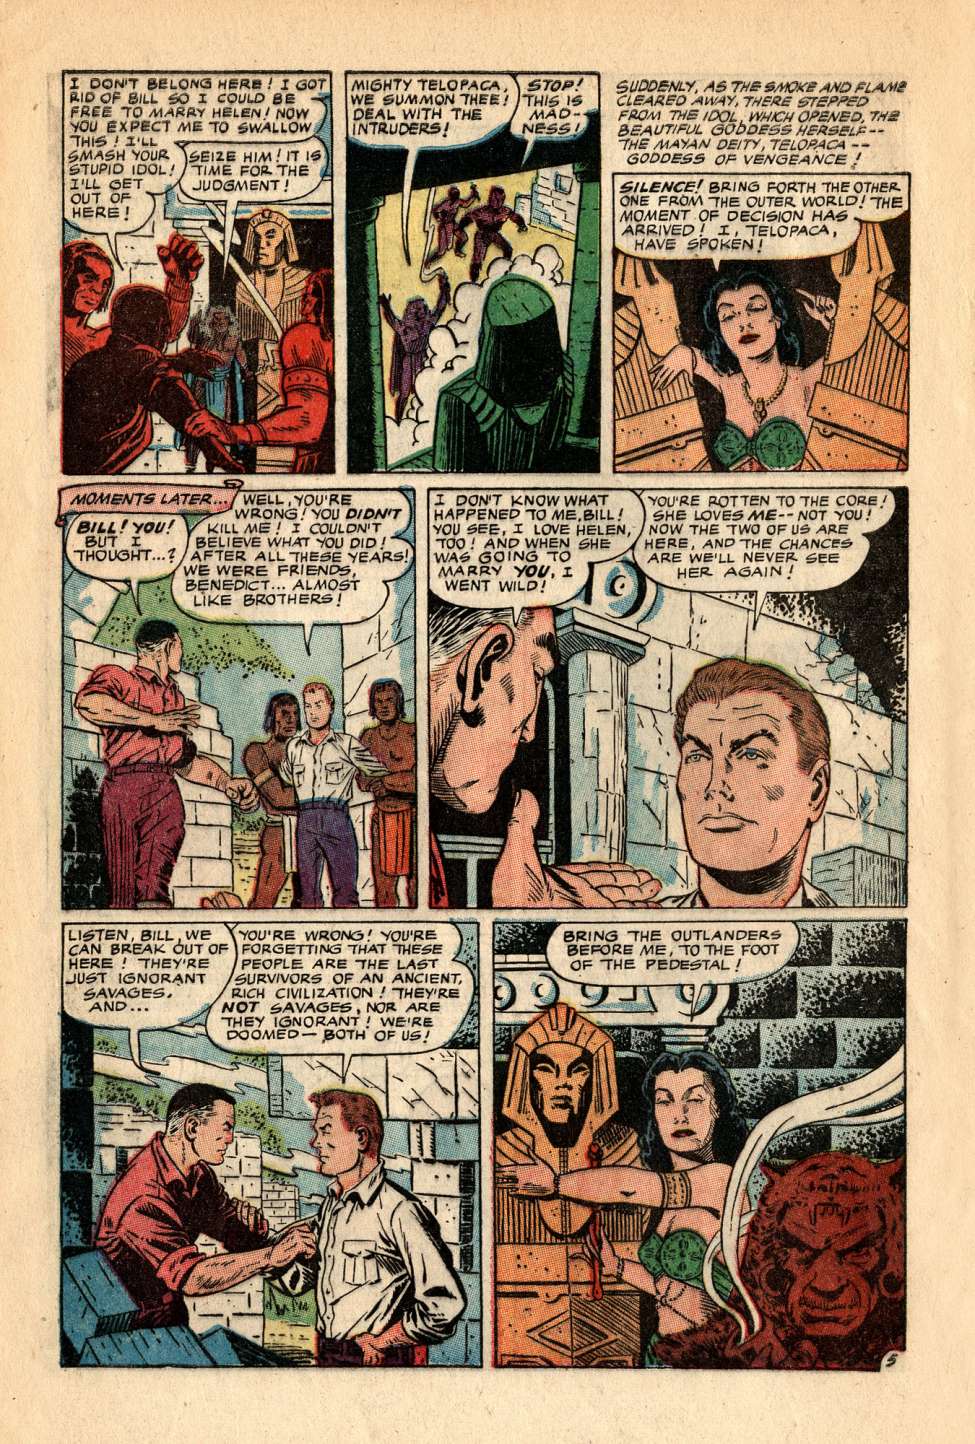 I DON'T BELONG HERE! I GOT
RID OF BILL SO I COULD BE
FREE TO MARRY HELEN! NOW
YOU EXPECT ME TO SWALLOW
THIS! I'LL
SMASH YOUR
STUPID IDOL!
I'LL GET
OUT OF
HERE!
SEIZE HIM! IT IS
TIME FOR THE
JUDGMENT!
MIGHTY TELOPACA,
WE SUMMON THEE!
DEAL WITH THE
INTRUDERS!
STOP!
THIS IS
MAD-
NESS!
SUDDENLY, AS THE SMOKE AND FLAME
CLEARED AWAY, THERE STEPPED
FROM THE IDOL, WHICH OPENED, THE
BEAUTIFUL GODDESS HERSELF--
THE MAYAN DEITY, TELOPACA --
GODDESS OF VENGEANCE!
SILENCE! BRING FORTH THE OTHER
ONE FROM THE OUTER WORLD! THE
MOMENT OF DECISION HAS
ARRIVED! I, TELOPACA,
HAVE SPOKEN!
MOMENTS LATER...
BILL! YOU!
BUT I
THOUGHT...?
WELL, YOU'RE
WRONG! YOU DIDN'T
KILL ME! I COULDN'T
BELIEVE WHAT YOU DID!
AFTER ALL THESE YEARS!
WE WERE FRIENDS,
BENEDICT... ALMOST
LIKE BROTHERS!
I DON'T KNOW WHAT
HAPPENED TO ME, BILL!
YOU SEE, I LOVE HELEN,
TOO! AND WHEN SHE
WAS GOING TO
MARRY YOU, I
WENT WILD!
YOU'RE ROTTEN TO THE CORE!
SHE LOVES ME-- NOT YOU!
NOW THE TWO OF US ARE
HERE, AND THE CHANCES
ARE WE'LL NEVER SEE
HER AGAIN!
LISTEN, BILL, WE
CAN BREAK OUT OF
HERE! THEY'RE
JUST IGNORANT
SAVAGES.
AND...
YOU'RE WRONG! YOU'RE
FORGETTING THAT THESE
PEOPLE ARE THE LAST
SURVIVORS OF AN ANCIENT,
RICH CIVILIZATION! THEY'RE
NOT SAVAGES, NOR ARE
THEY IGNORANT! WE'RE
DOOMED— BOTH OF US!
BRING THE OUTLANDERS
BEFORE ME, TO THE FOOT
OF THE PEDESTAL!
5